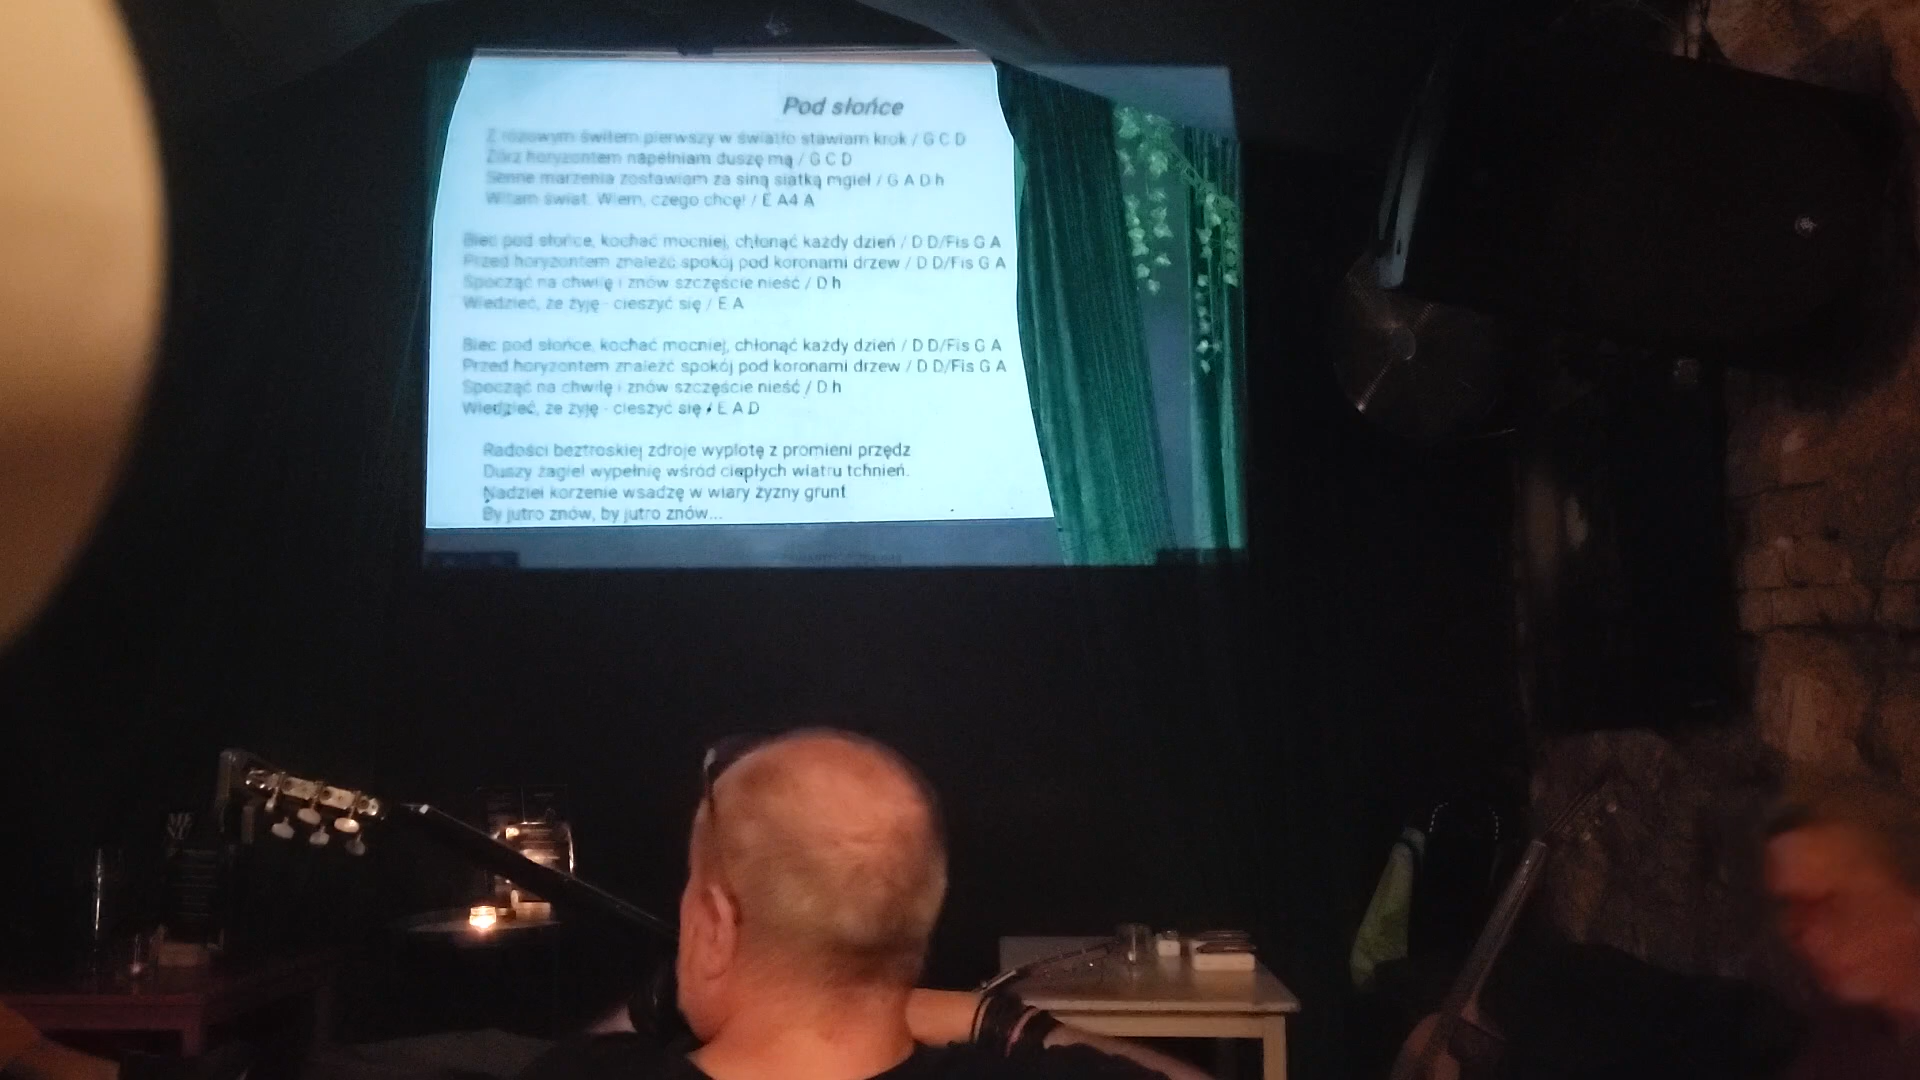 Pod słońce
Z różowym świtem pierwszy w światło stawiam krok / G C D
Zdrz horyzontem napełniam duszę mą / G C D
Senne marzenia zostawiam za siną siatką mgieł / G A D h
Witam świat. Wiem, czego chcę! / E A4 A
Biec pod słońce, kochać mocniej, chłonąć każdy dzień / D D/Fis G A
Przed horyzontem znaleźć spokój pod koronami drzew / D D/Fis G A
Spocząć na chwilę i znów szczęście nieść / D h
Wiedzieć, że żyję - cieszyć się / E A
Biec pod słońce, kochać mocniej, chłonąć każdy dzień / D D/Fis G A
Przed horyzontem znaleźć spokój pod koronami drzew / D D/Fis G A
Spocząć na chwilę i znów szczęście nieść / D h
Wiedzieć, że żyję - cieszyć się / E A D
Radości beztroskiej zdroje wyplotę z promieni przędz
Duszy żagiel wypełnię wśród ciepłych wiatru tchnień.
Nadziei korzenie wsadzę w wiary żyzny grunt
By jutro znów, by jutro znów...